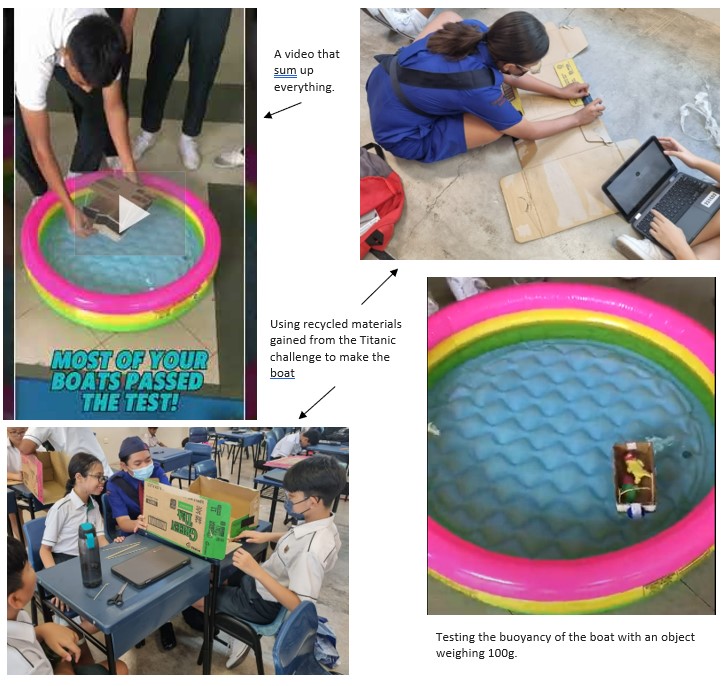 A video that
sum up
everything.
MOST OF YOUR
BOATS PASSED
THE TEST!
Using recycled materials
gained from the Titanic
challenge to make the
boat
Testing the buoyancy of the boat with an object
weighing 100g.